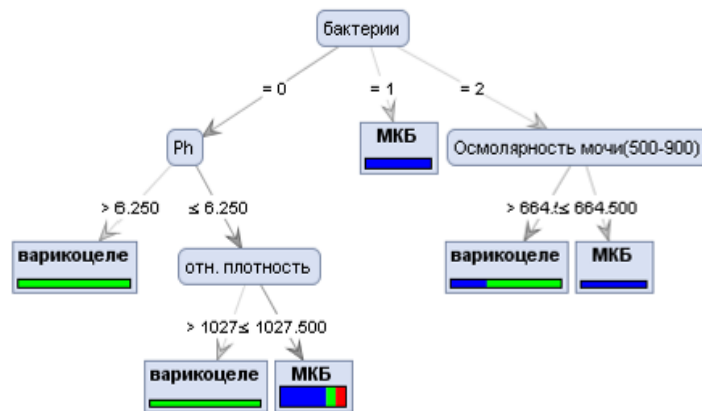 бактерии
= 0
= 1
= 2
Ph
МКБ
Осмолярность мочи(500-900)
> 6.250
≤ 6.250
> 664.
≤ 664.500
варикоцеле
отн. плотность
варикоцеле
МКБ
> 1027
≤ 1027.500
варикоцеле
МКБ